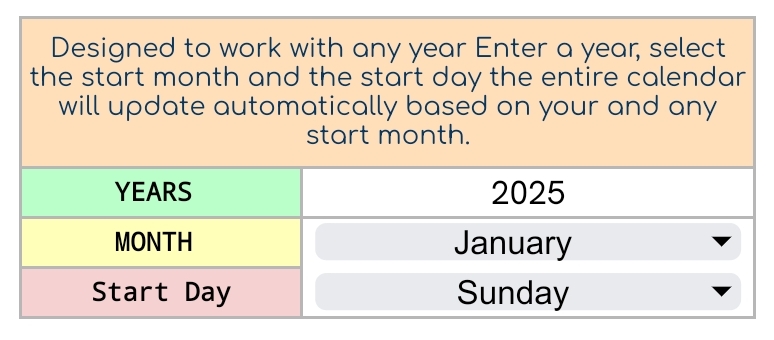 Designed to work with any year Enter a year, select
the start month and the start day the entire calendar
will update automatically based on your and any
start month.
YEARS 2025
MONTH January
Start Day Sunday